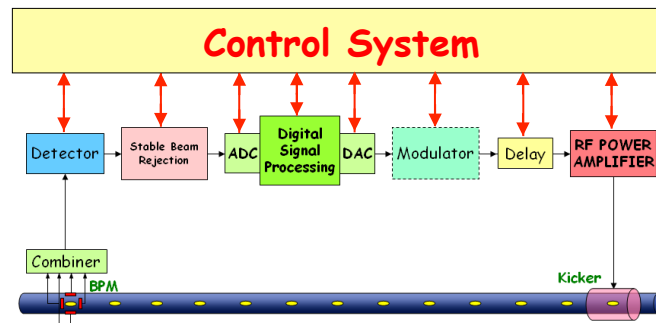 Control System
Detector
Stable Beam
Rejection
ADC
Digital
Signal
Processing
DAC
Modulator
Delay
RF POWER
AMPLIFIER
Combiner
BPM
Kicker